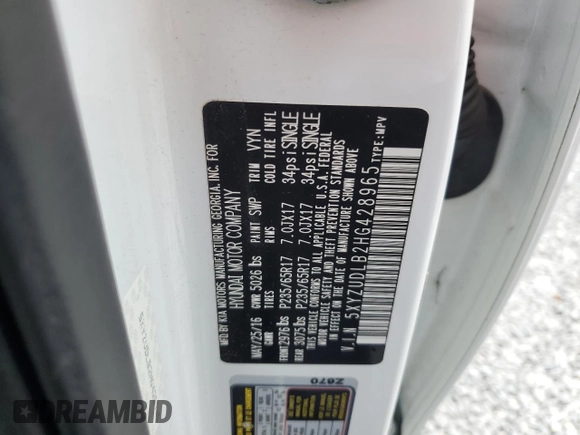 MFD. BY KIA MOTORS MANUFACTURING GEORGIA, INC. FOR
HYUNDAI MOTOR COMPANY
MAY/25/16 GVWR 5026 lbs PAINT SWP TRIM VYN
GAWR TIRES RIMS COLD TIRE INFL
FRONT 2976 lbs P235/65R17 7.0JX17 34psi SINGLE
REAR 3075 lbs P235/65R17 7.0JX17 34psi SINGLE
THIS VEHICLE CONFORMS TO ALL APPLICABLE U.S.A. FEDERAL
MOTOR VEHICLE SAFETY AND THEFT PREVENTION STANDARDS
IN EFFECT ON THE DATE OF MANUFACTURE SHOWN ABOVE
V.I.N 5XYZUDLB2HG428965 TYPE:MPV
Z670
DREAMBID